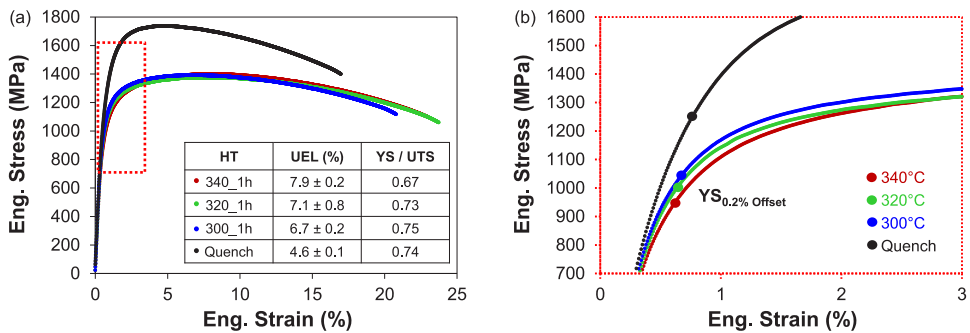 (a)
Eng. Stress (MPa)
1800
1600
1400
1200
1000
800
600
400
200
0
HT UEL (%) YS / UTS
340_1h 7.9 ± 0.2 0.67
320_1h 7.1 ± 0.8 0.73
300_1h 6.7 ± 0.2 0.75
Quench 4.6 ± 0.1 0.74
0 5 10 15 20 25
Eng. Strain (%)
(b)
Eng. Stress (MPa)
1600
1500
1400
1300
1200
1100
1000
900
800
700
YS0.2% Offset
340°C
320°C
300°C
Quench
0 1 2 3
Eng. Strain (%)